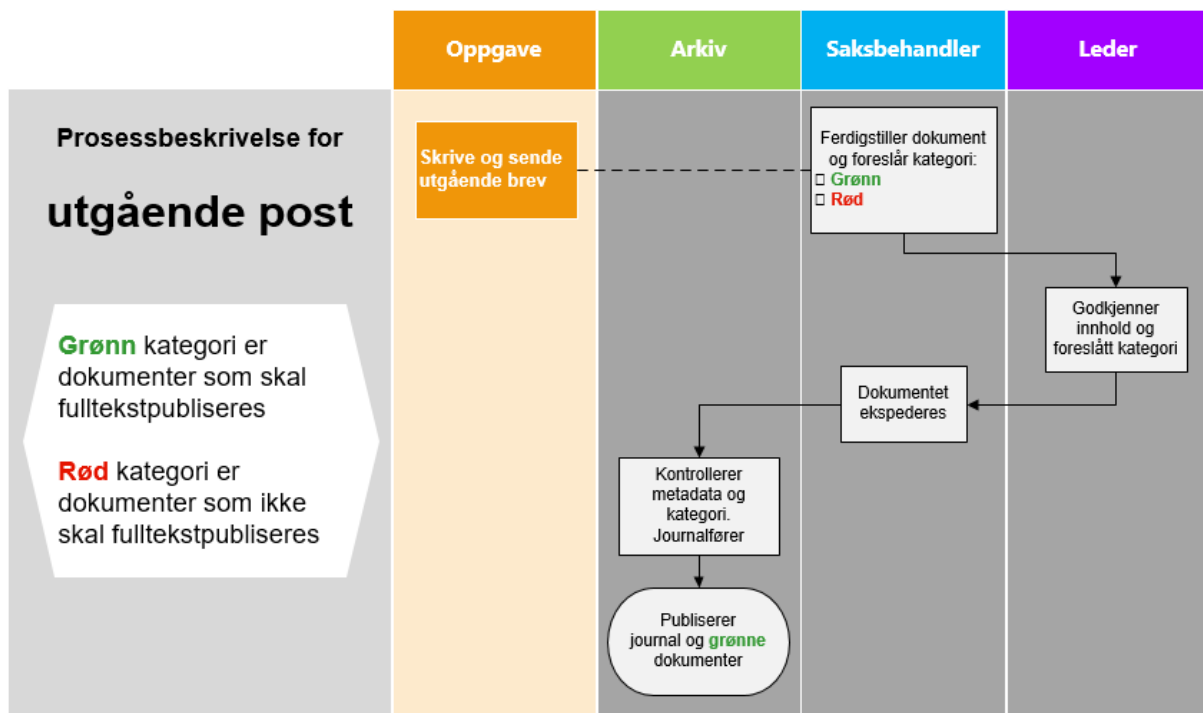 Oppgave
Arkiv
Saksbehandler
Leder
Prosessbeskrivelse for
utgående post
Grønn kategori er
dokumenter som skal
fulltekstpubliseres
Rød kategori er
dokumenter som ikke
skal fulltekstpubliseres
Skrive og sende
utgående brev
Ferdigstiller dokument
og foreslår kategori:
Grønn
Rød
Godkjenner
innhold og
foreslått kategori
Dokumentet
ekspederes
Kontrollerer
metadata og
kategori.
Journalfører
Publiserer
journal og grønne
dokumenter